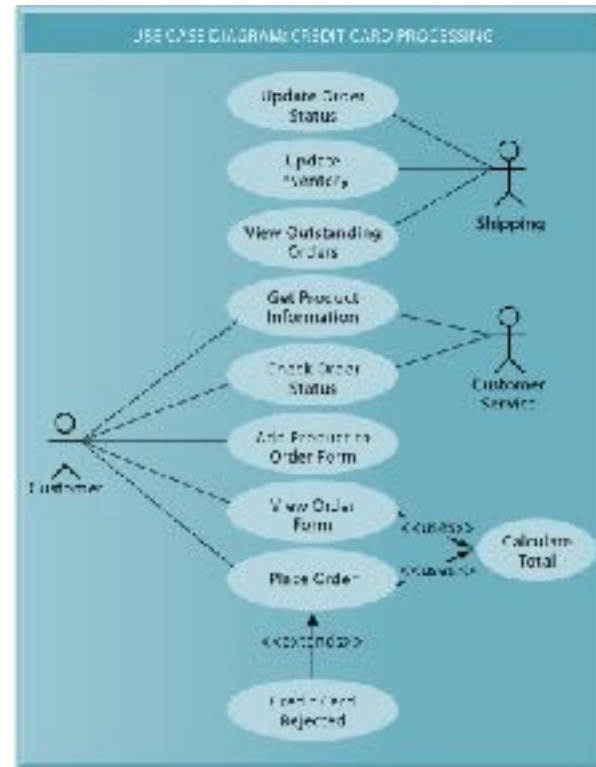 USE CASE DIAGRAM: CREDIT CARD PROCESSING
Update Order
Status
Update
Inventory
Shipping
View Outstanding
Orders
Get Product
Information
Check Order
Status
Customer
Service
Add Product to
Order Form
Customer
View Order
Form
<<uses>>
Calculate
Total
<<uses>>
Place Order
<<extends>>
Credit Card
Rejected